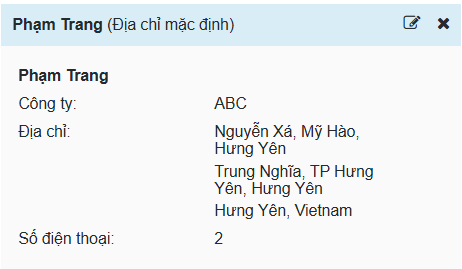 Phạm Trang (Địa chỉ mặc định)
Phạm Trang
Công ty: ABC
Địa chỉ: Nguyễn Xá, Mỹ Hào,
Hưng Yên
Trung Nghĩa, TP Hưng
Yên, Hưng Yên
Hưng Yên, Vietnam
Số điện thoại: 2